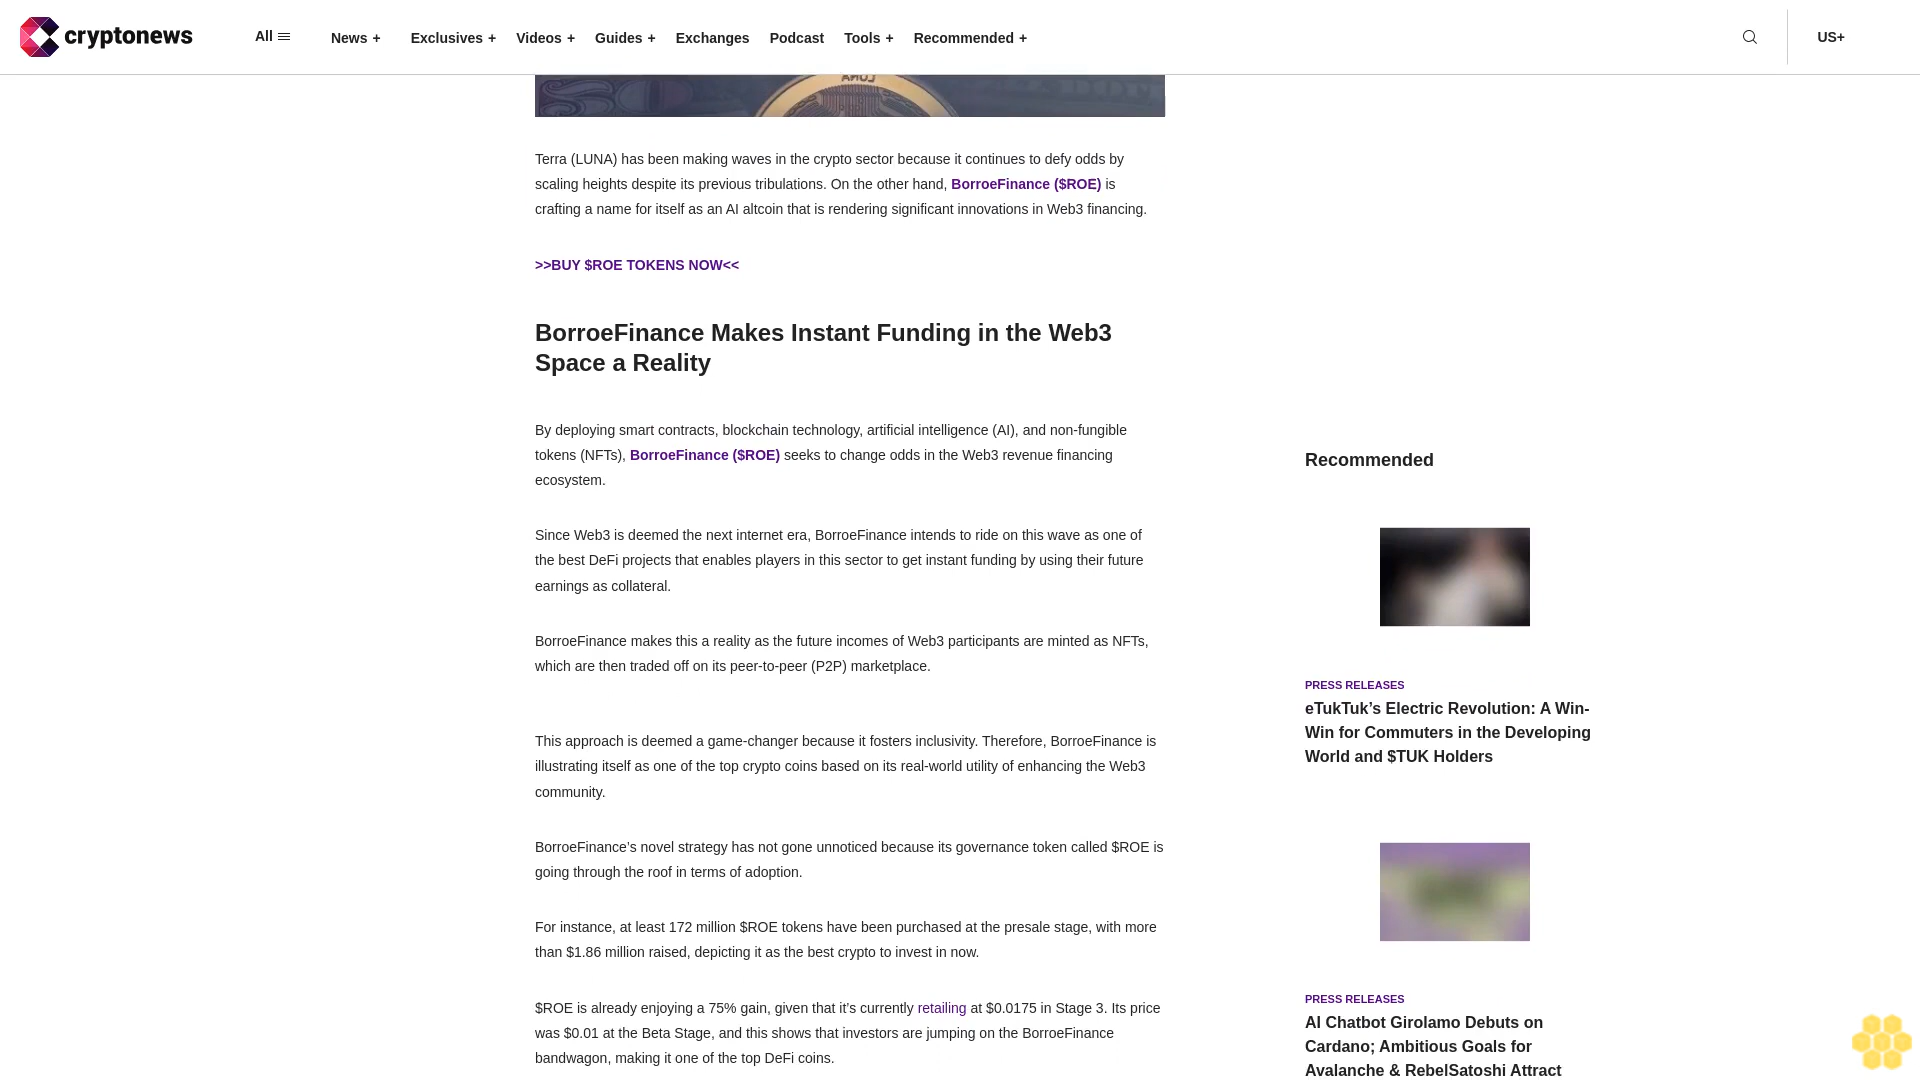 cryptonews
All
News +
Exclusives +
Videos +
Guides +
Exchanges
Podcast
Tools +
Recommended +
US+
LUNA
Terra (LUNA) has been making waves in the crypto sector because it continues to defy odds by
scaling heights despite its previous tribulations. On the other hand, BorroeFinance ($ROE) is
crafting a name for itself as an AI altcoin that is rendering significant innovations in Web3 financing.
>>BUY $ROE TOKENS NOW<<
BorroeFinance Makes Instant Funding in the Web3
Space a Reality
By deploying smart contracts, blockchain technology, artificial intelligence (AI), and non-fungible
tokens (NFTs), BorroeFinance ($ROE) seeks to change odds in the Web3 revenue financing
ecosystem.
Since Web3 is deemed the next internet era, BorroeFinance intends to ride on this wave as one of
the best DeFi projects that enables players in this sector to get instant funding by using their future
earnings as collateral.
BorroeFinance makes this a reality as the future incomes of Web3 participants are minted as NFTs,
which are then traded off on its peer-to-peer (P2P) marketplace.
This approach is deemed a game-changer because it fosters inclusivity. Therefore, BorroeFinance is
illustrating itself as one of the top crypto coins based on its real-world utility of enhancing the Web3
community.
BorroeFinance’s novel strategy has not gone unnoticed because its governance token called $ROE is
going through the roof in terms of adoption.
For instance, at least 172 million $ROE tokens have been purchased at the presale stage, with more
than $1.86 million raised, depicting it as the best crypto to invest in now.
$ROE is already enjoying a 75% gain, given that it’s currently retailing at $0.0175 in Stage 3. Its price
was $0.01 at the Beta Stage, and this shows that investors are jumping on the BorroeFinance
bandwagon, making it one of the top DeFi coins.
Recommended
PRESS RELEASES
eTukTuk’s Electric Revolution: A Win-
Win for Commuters in the Developing
World and $TUK Holders
PRESS RELEASES
AI Chatbot Girolamo Debuts on
Cardano; Ambitious Goals for
Avalanche & RebelSatoshi Attract